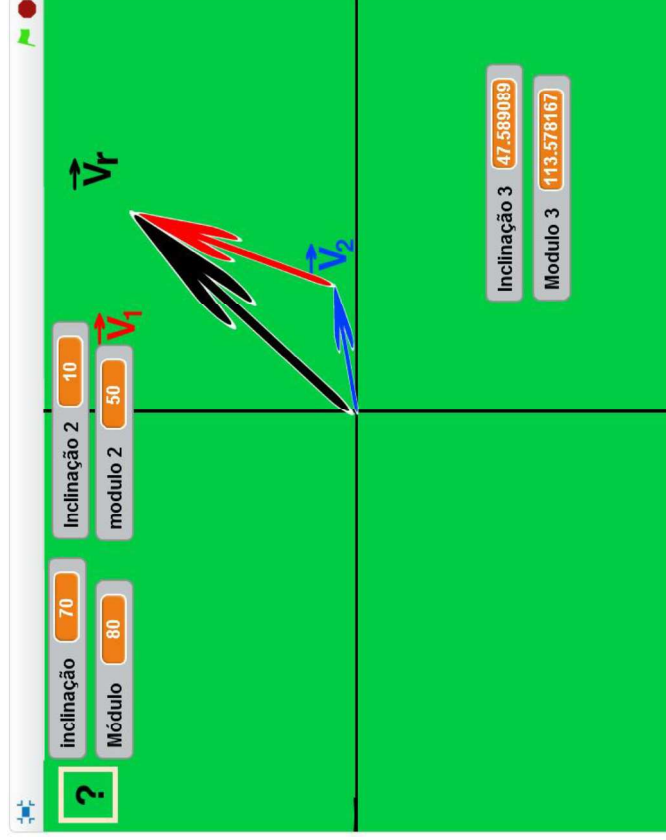 ?
inclinação 70
Módulo 80
Inclinação 2 10
modulo 2 50
V1
Vr
V2
Inclinação 3 47.589089
Modulo 3 113.578167